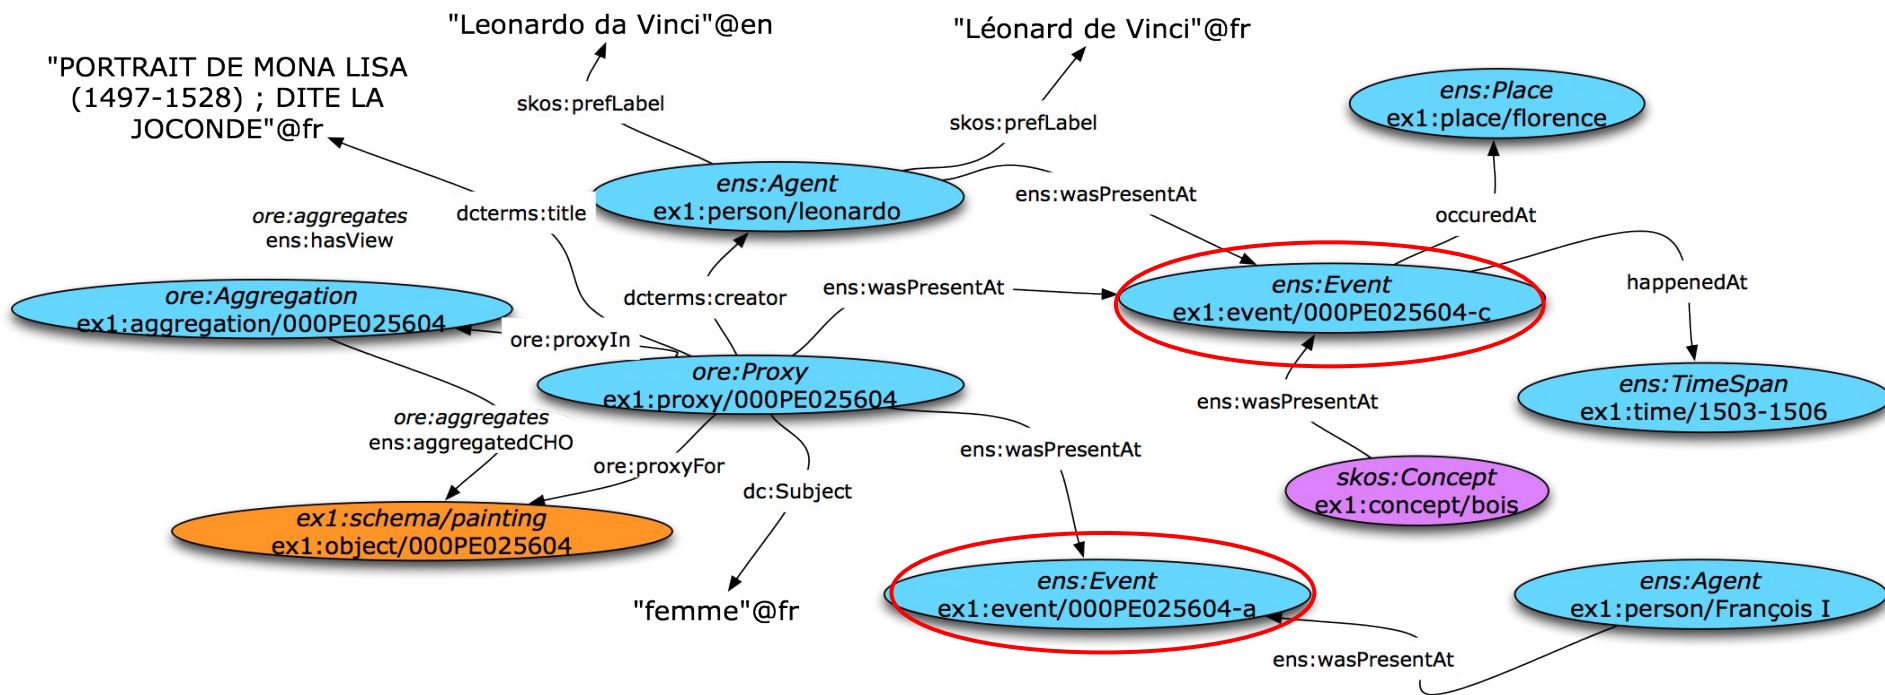 "Leonardo da Vinci"@en
"Léonard de Vinci"@fr
"PORTRAIT DE MONA LISA
(1497-1528) ; DITE LA
JOCONDE"@fr
skos:prefLabel
skos:prefLabel
ens:Place
ex1:place/florence
ens:Agent
ex1:person/leonardo
ens:wasPresentAt
occuredAt
dcterms:title
ore:aggregates
ens:hasView
ore:Aggregation
ex1:aggregation/000PE025604
dcterms:creator
ens:wasPresentAt
ens:Event
ex1:event/000PE025604-c
happenedAt
ore:proxyIn
ore:Proxy
ex1:proxy/000PE025604
ens:TimeSpan
ex1:time/1503-1506
ens:wasPresentAt
ore:aggregates
ens:aggregatedCHO
ore:proxyFor
dc:Subject
ens:wasPresentAt
skos:Concept
ex1:concept/bois
ex1:schema/painting
ex1:object/000PE025604
"femme"@fr
ens:Event
ex1:event/000PE025604-a
ens:Agent
ex1:person/François I
ens:wasPresentAt